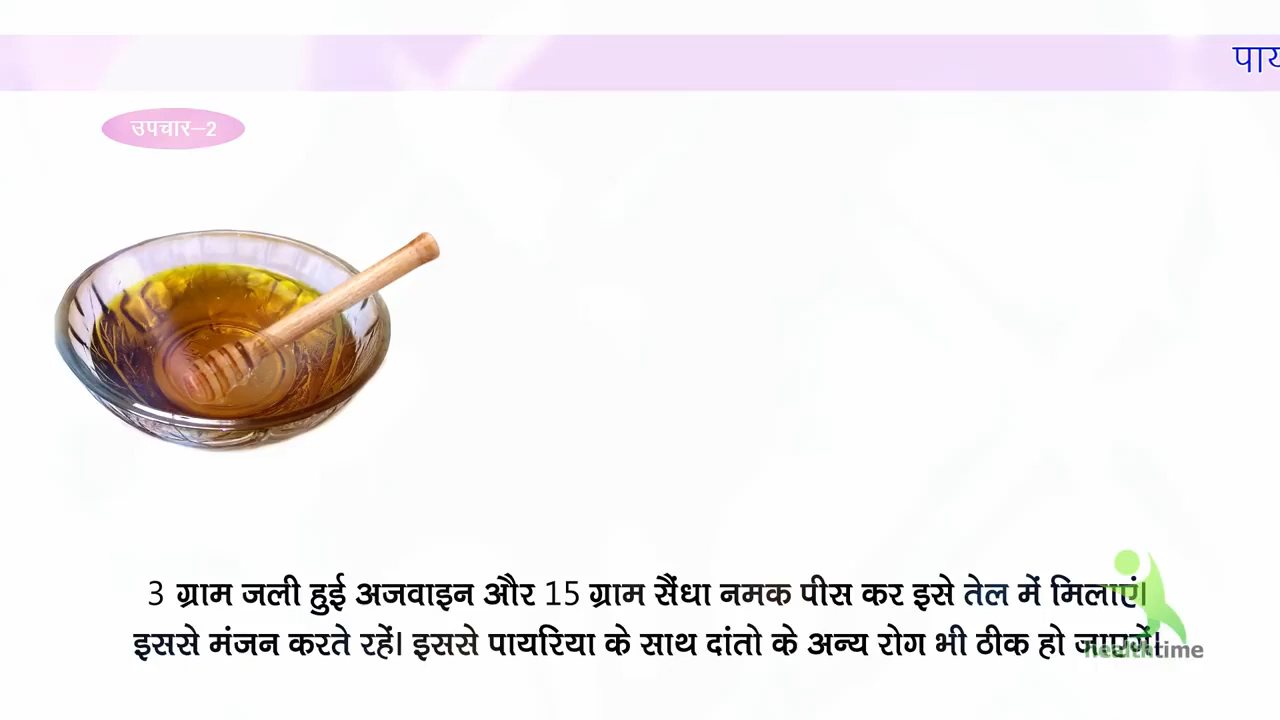 पाय
उपचार–2
3 ग्राम जली हुई अजवाइन और 15 ग्राम सैंधा नमक पीस कर इसे तेल में मिलाएं।
इससे मंजन करते रहें। इससे पायरिया के साथ दांतो के अन्य रोग भी ठीक हो जाएगें।
healthtime